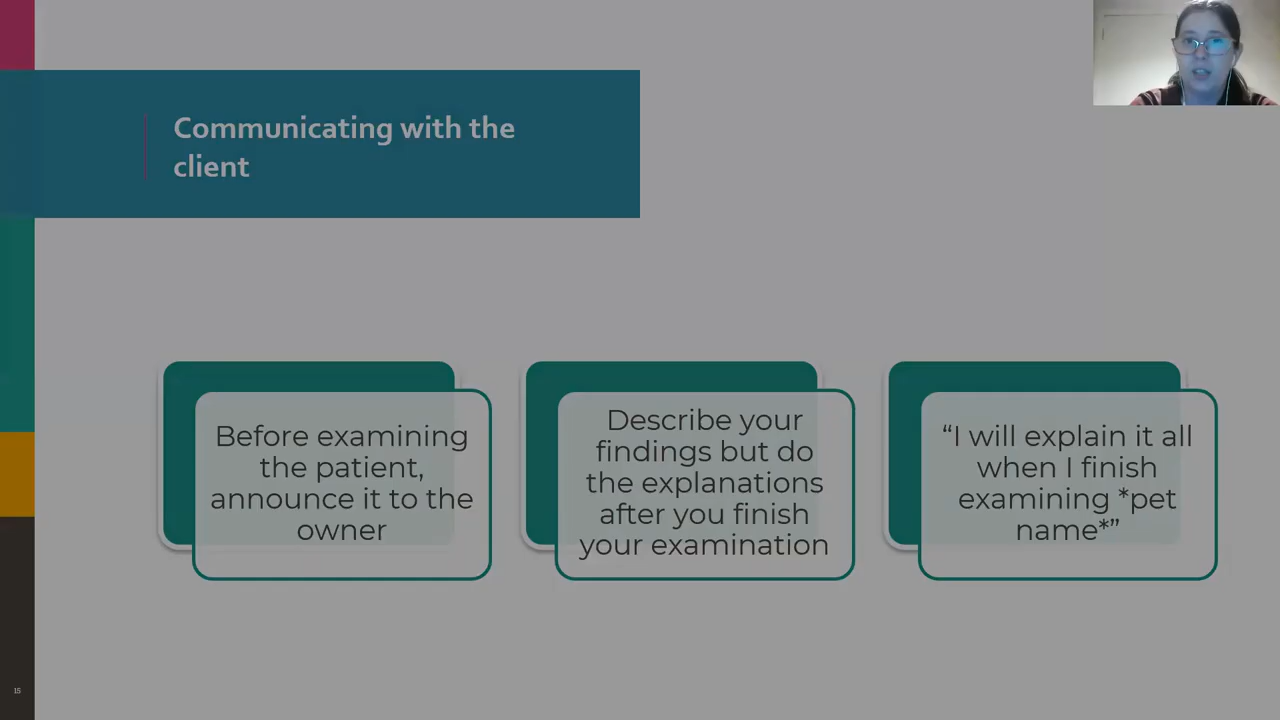 Communicating with the
client
Before examining
the patient,
announce it to the
owner
Describe your
findings but do
the explanations
after you finish
your examination
“I will explain it all
when I finish
examining *pet
name*”
15